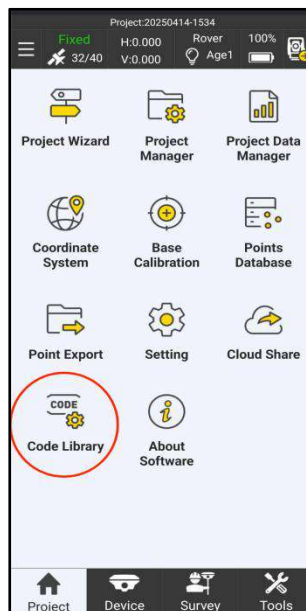 Project:20250414-1534
Fixed H:0.000 Rover 100%
32/40 V:0.000 Age1
Project Wizard
Project
Manager
Project Data
Manager
Coordinate
System
Base
Calibration
Points
Database
Point Export
Setting
Cloud Share
CODE
Code Library
About
Software
Project Device Survey Tools